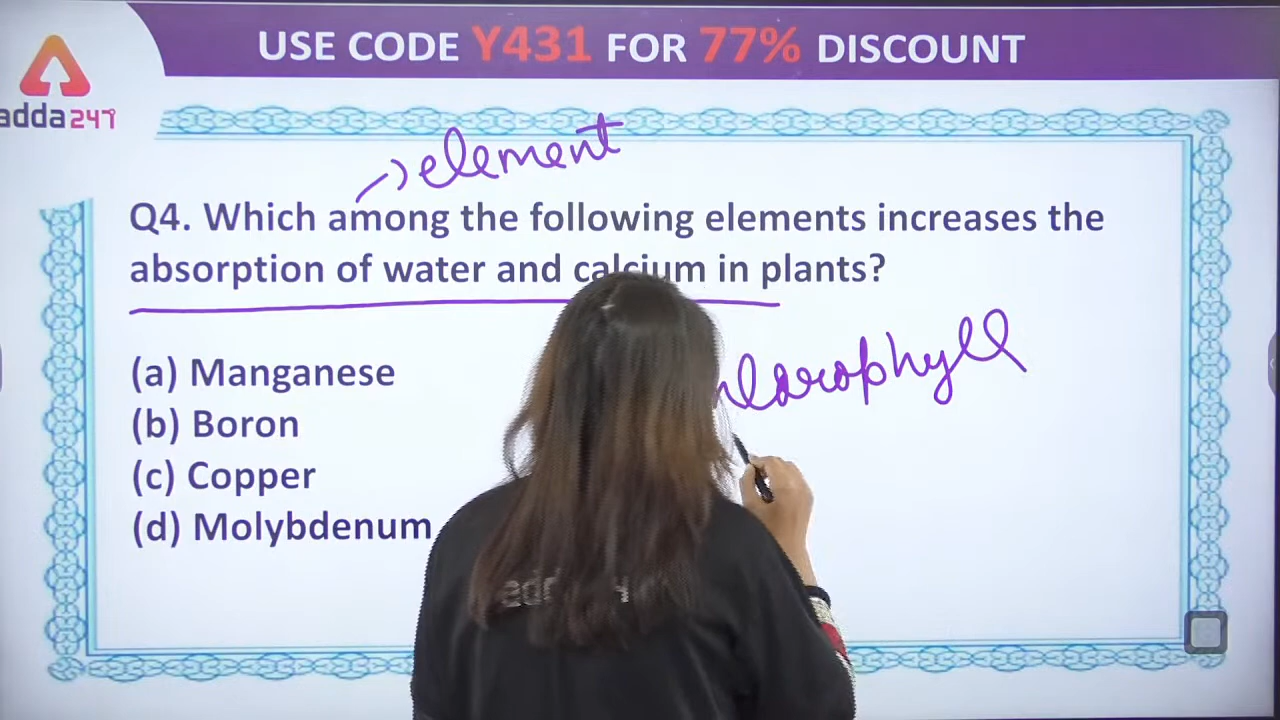 USE CODE Y431 FOR 77% DISCOUNT
adda247
element
Q4. Which among the following elements increases the
absorption of water and calcium in plants?
hlorophyll
(a) Manganese
(b) Boron
(c) Copper
(d) Molybdenum